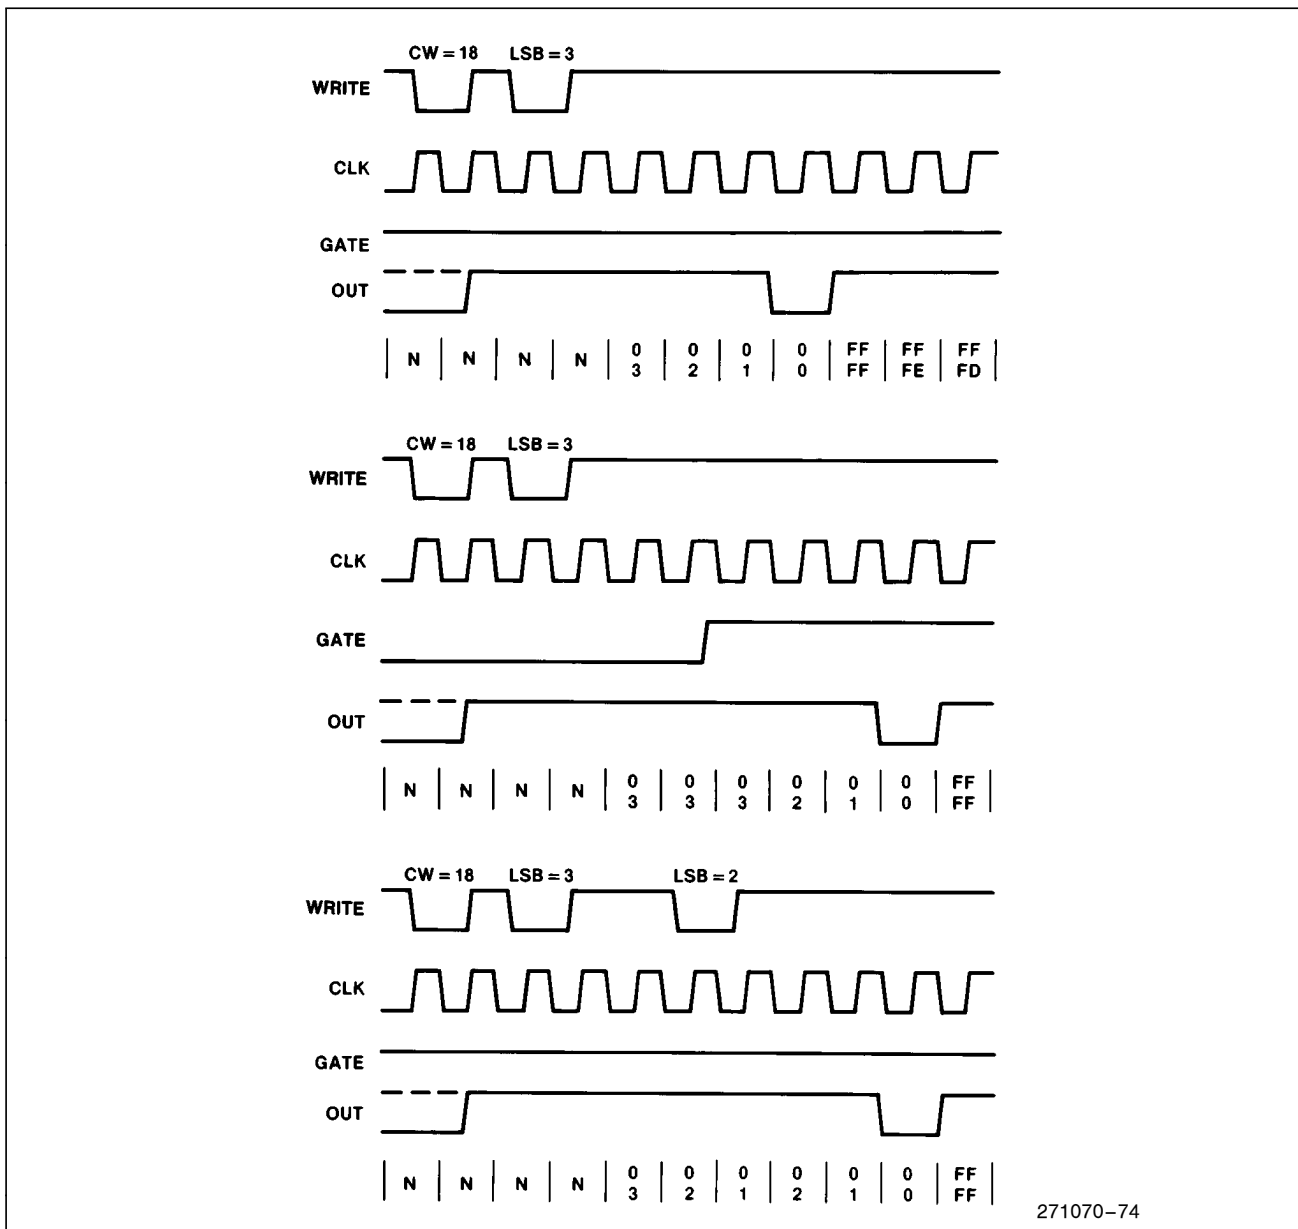 CW = 18 LSB = 3
WRITE
CLK
GATE
OUT
N N N N 0 0 0 0 FF FF FF
3 2 1 0 FF FE FD
CW = 18 LSB = 3
WRITE
CLK
GATE
OUT
N N N N 0 0 0 0 0 0 FF
3 3 3 2 1 0 FF
CW = 18 LSB = 3 LSB = 2
WRITE
CLK
GATE
OUT
N N N N 0 0 0 0 0 0 FF
3 2 1 2 1 0 FF
271070–74